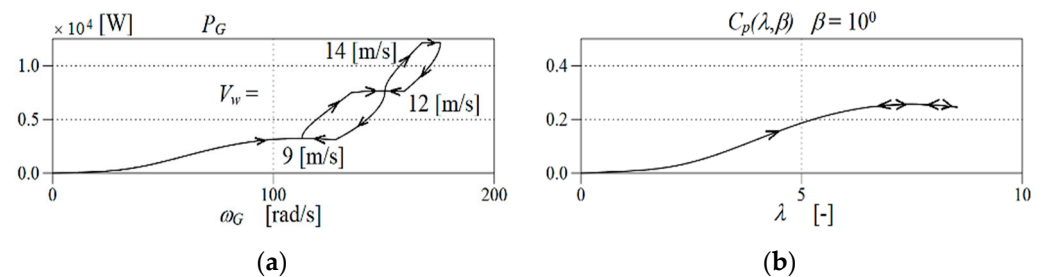 × 10⁴ [W] P_G
1.0
0.5
0.0
14 [m/s]
V_w =
12 [m/s]
9 [m/s]
0 100 200
ω_G [rad/s]
(a)
C_p(λ,β) β = 10⁰
0.4
0.2
0.0
0 5 10
λ [-]
(b)